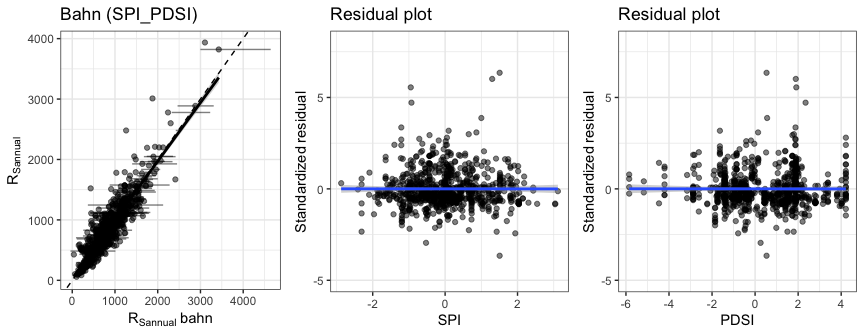 Bahn (SPI_PDSI)
4000
3000
2000
1000
0
0
1000
2000
3000
4000
RSannual
RSannual bahn
Residual plot
5
0
-5
-2
0
2
Standardized residual
SPI
Residual plot
5
0
-5
-6
-4
-2
0
2
4
Standardized residual
PDSI